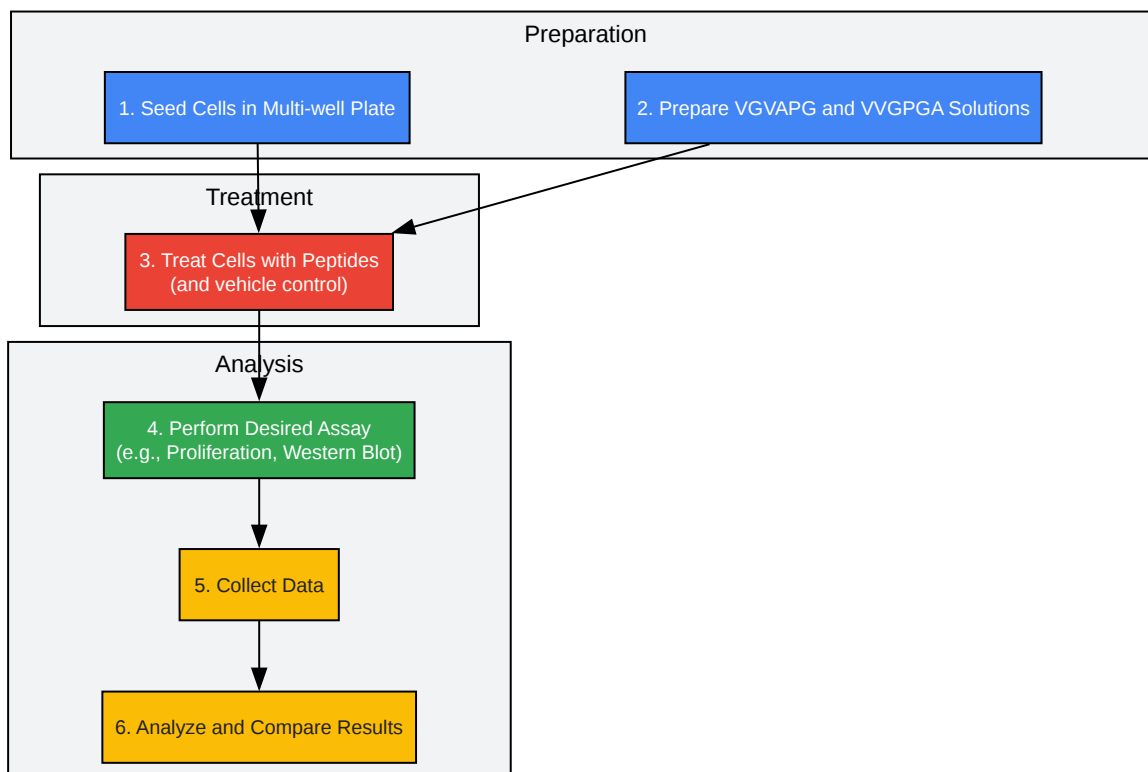 Preparation
1. Seed Cells in Multi-well Plate
2. Prepare VGVAPG and VVGPGA Solutions
Treatment
3. Treat Cells with Peptides
(and vehicle control)
Analysis
4. Perform Desired Assay
(e.g., Proliferation, Western Blot)
5. Collect Data
6. Analyze and Compare Results